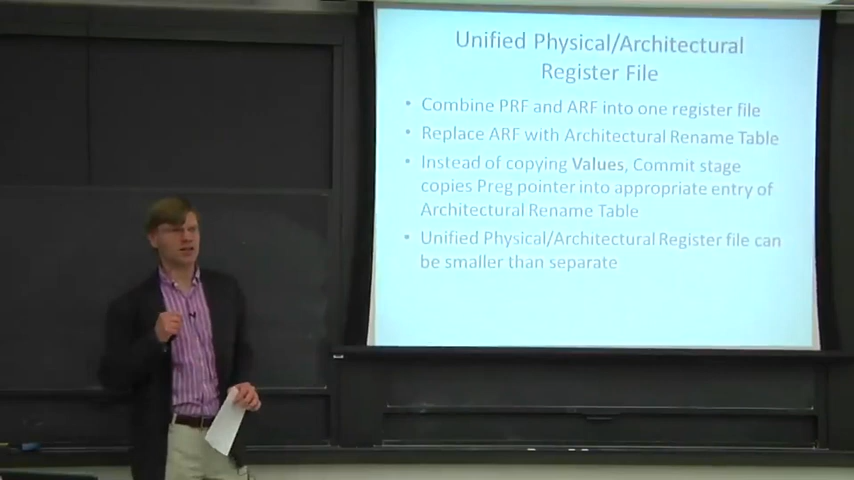 Unified Physical/Architectural
Register File
• Combine PRF and ARF into one register file
• Replace ARF with Architectural Rename Table
• Instead of copying Values, Commit stage
copies Preg pointer into appropriate entry of
Architectural Rename Table
• Unified Physical/Architectural Register file can
be smaller than separate